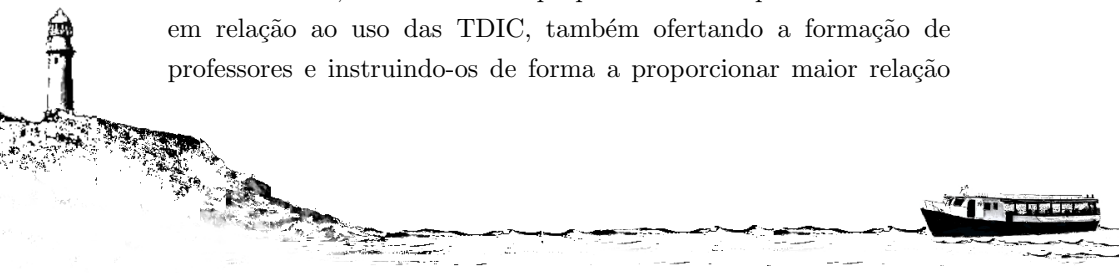 em relação ao uso das TDIC, também ofertando a formação de
professores e instruindo-os de forma a proporcionar maior relação